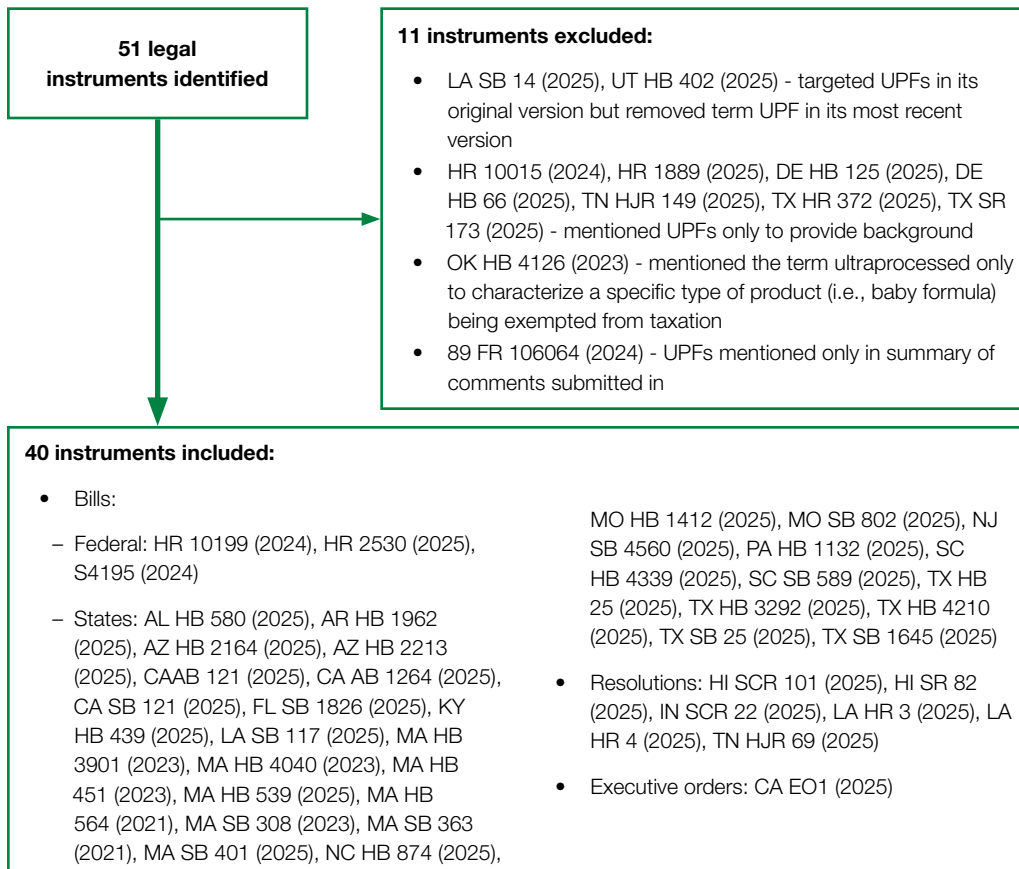 51 legal
instruments identified
11 instruments excluded:
• LA SB 14 (2025), UT HB 402 (2025) - targeted UPFs in its
original version but removed term UPF in its most recent
version
• HR 10015 (2024), HR 1889 (2025), DE HB 125 (2025), DE
HB 66 (2025), TN HJR 149 (2025), TX HR 372 (2025), TX SR
173 (2025) - mentioned UPFs only to provide background
• OK HB 4126 (2023) - mentioned the term ultraprocessed only
to characterize a specific type of product (i.e., baby formula)
being exempted from taxation
• 89 FR 106064 (2024) - UPFs mentioned only in summary of
comments submitted in
40 instruments included:
• Bills:
– Federal: HR 10199 (2024), HR 2530 (2025),
S4195 (2024)
– States: AL HB 580 (2025), AR HB 1962
(2025), AZ HB 2164 (2025), AZ HB 2213
(2025), CAAB 121 (2025), CA AB 1264 (2025),
CA SB 121 (2025), FL SB 1826 (2025), KY
HB 439 (2025), LA SB 117 (2025), MA HB
3901 (2023), MA HB 4040 (2023), MA HB
451 (2023), MA HB 539 (2025), MA HB
564 (2021), MA SB 308 (2023), MA SB 363
(2021), MA SB 401 (2025), NC HB 874 (2025),
MO HB 1412 (2025), MO SB 802 (2025), NJ
SB 4560 (2025), PA HB 1132 (2025), SC
HB 4339 (2025), SC SB 589 (2025), TX HB
25 (2025), TX HB 3292 (2025), TX HB 4210
(2025), TX SB 25 (2025), TX SB 1645 (2025)
• Resolutions: HI SCR 101 (2025), HI SR 82
(2025), IN SCR 22 (2025), LA HR 3 (2025), LA
HR 4 (2025), TN HJR 69 (2025)
• Executive orders: CA EO1 (2025)